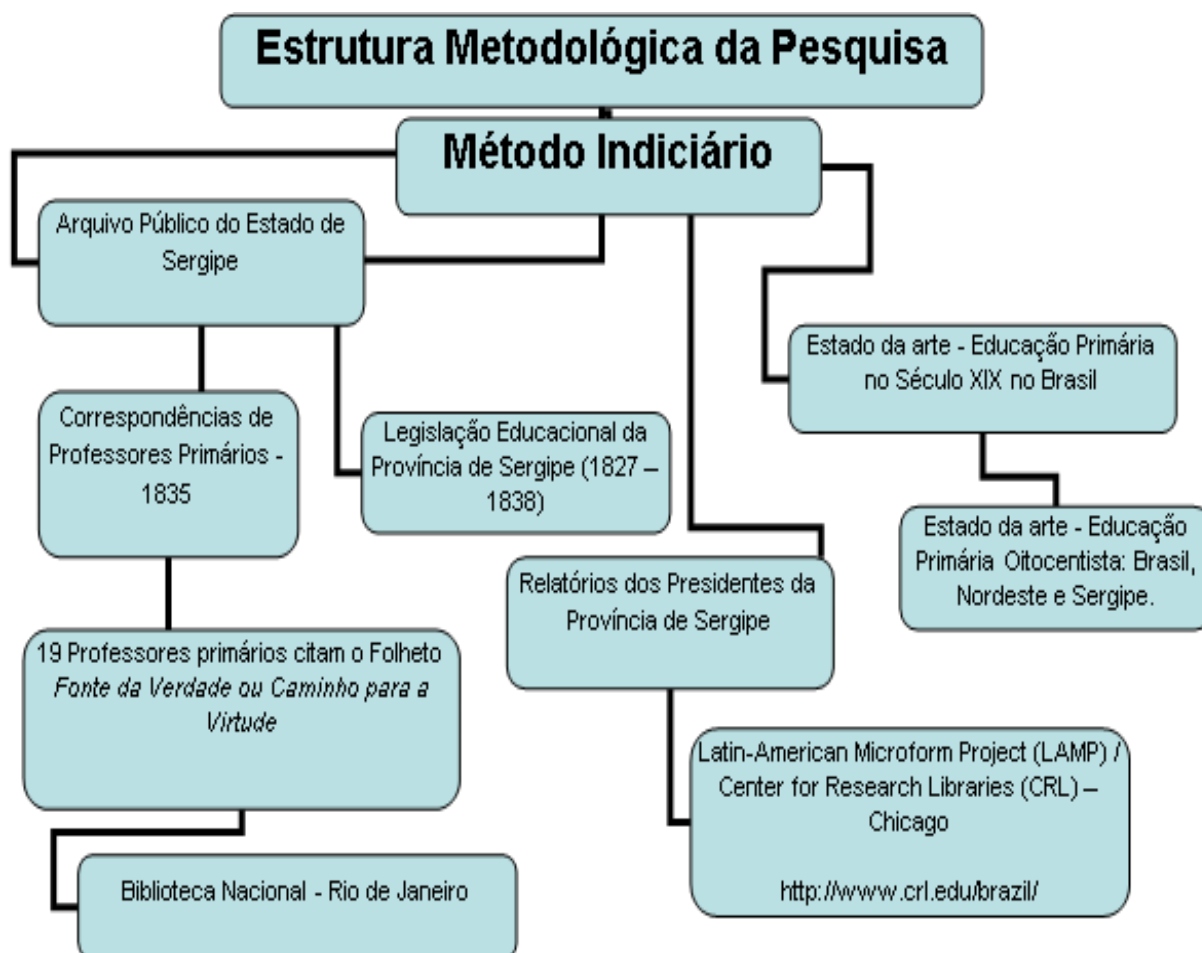 Estrutura Metodológica da Pesquisa
Método Indiciário
Arquivo Público do Estado de
Sergipe
Correspondências de
Professores Primários -
1835
Legislação Educacional da
Província de Sergipe (1827 –
1838)
19 Professores primários citam o Folheto
Fonte da Verdade ou Caminho para a
Virtude
Biblioteca Nacional - Rio de Janeiro
Relatórios dos Presidentes da
Província de Sergipe
Latin-American Microform Project (LAMP) /
Center for Research Libraries (CRL) –
Chicago
http://www.crl.edu/brazil/
Estado da arte - Educação Primária
no Século XIX no Brasil
Estado da arte - Educação
Primária Oitocentista: Brasil,
Nordeste e Sergipe.